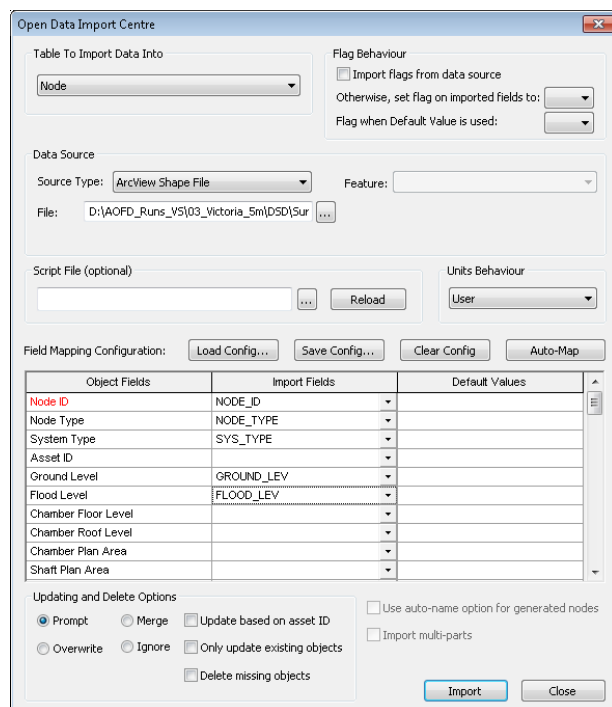 Open Data Import Centre
Table To Import Data Into
Node
Flag Behaviour
Import flags from data source
Otherwise, set flag on imported fields to:
Flag when Default Value is used:
Data Source
Source Type: ArcView Shape File
Feature:
File: D:\AOFD_Runs_VS\03_Victoria_5m\DSD\Sur ...
Script File (optional)
... Reload
Units Behaviour
User
Field Mapping Configuration: Load Config... Save Config... Clear Config Auto-Map
Object Fields Import Fields Default Values
Node ID NODE_ID
Node Type NODE_TYPE
System Type SYS_TYPE
Asset ID
Ground Level GROUND_LEV
Flood Level FLOOD_LEV
Chamber Floor Level
Chamber Roof Level
Chamber Plan Area
Shaft Plan Area
Updating and Delete Options
Prompt Merge Update based on asset ID
Overwrite Ignore Only update existing objects
Delete missing objects
Use auto-name option for generated nodes
Import multi-parts
Import Close